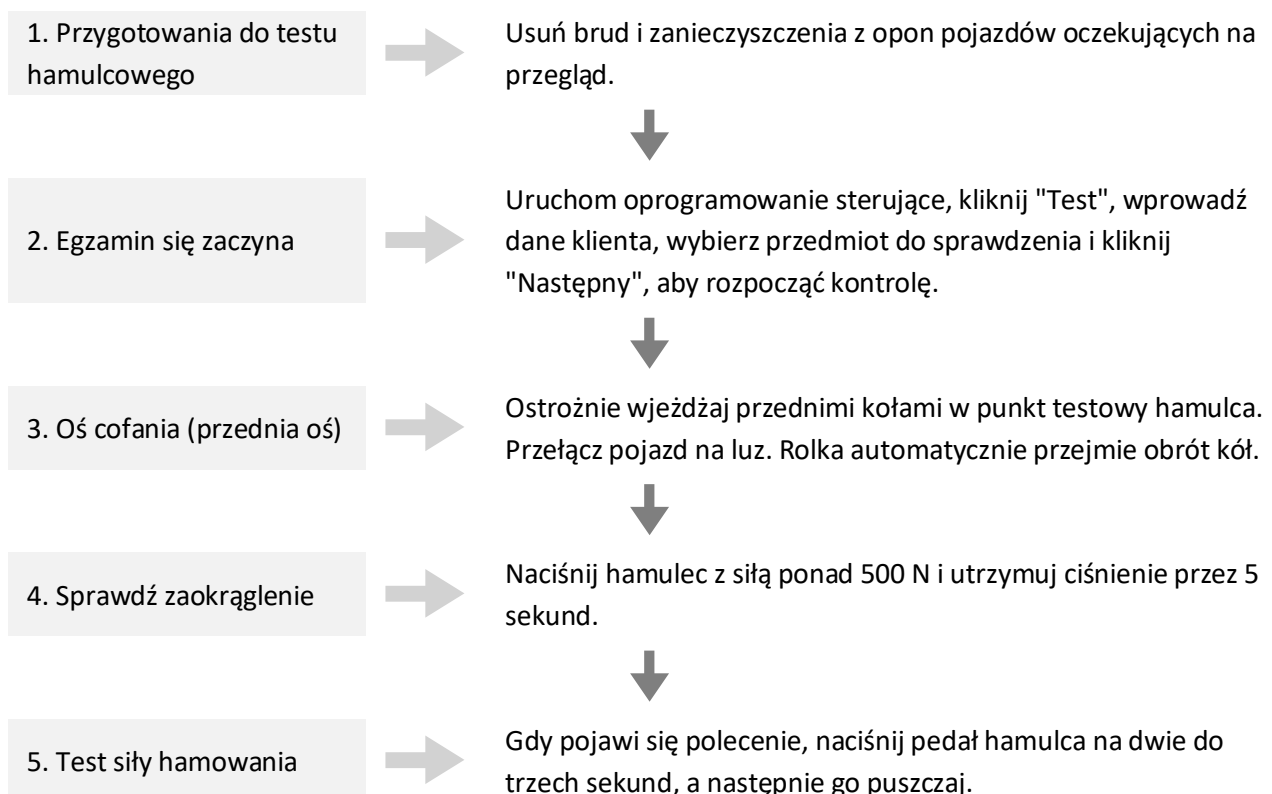 1. Przygotowania do testu
hamulcowego
Usuń brud i zanieczyszczenia z opon pojazdów oczekujących na
przegląd.
2. Egzamin się zaczyna
Uruchom oprogramowanie sterujące, kliknij "Test", wprowadź
dane klienta, wybierz przedmiot do sprawdzenia i kliknij
"Następny", aby rozpocząć kontrolę.
3. Oś cofania (przednia oś)
Ostrożnie wjeżdżaj przednimi kołami w punkt testowy hamulca.
Przełącz pojazd na luz. Rolka automatycznie przejmie obrót kół.
4. Sprawdź zaokrąglenie
Naciśnij hamulec z siłą ponad 500 N i utrzymuj ciśnienie przez 5
sekund.
5. Test siły hamowania
Gdy pojawi się polecenie, naciśnij pedał hamulca na dwie do
trzech sekund, a następnie go puszczaj.